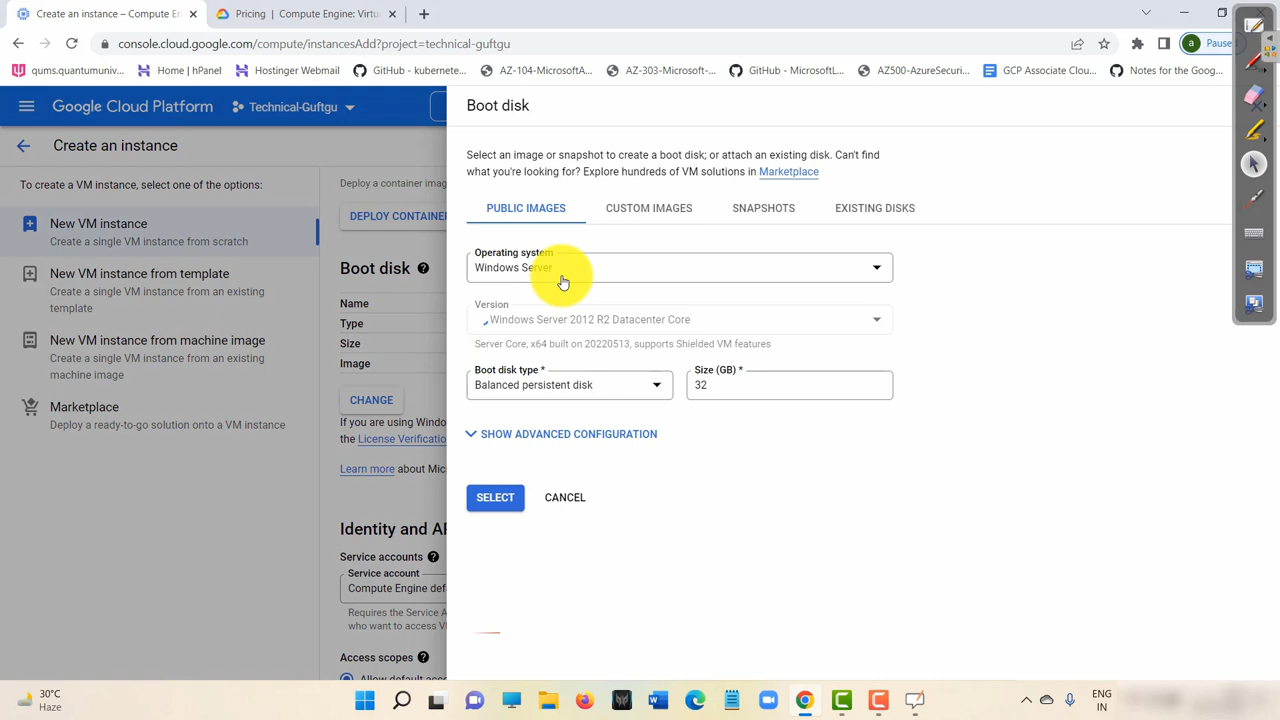 Create an instance - Compute E
Pricing | Compute Engine: Virtu
console.cloud.google.com/compute/instancesAdd?project=technical-guftgu
a
Paused
qums.quantumuniv...
Home | hPanel
Hostinger Webmail
GitHub - kubernete...
AZ-104-MicrosoftA...
AZ-303-Microsoft-...
GitHub - MicrosoftL...
AZ500-AzureSecuri...
GCP Associate Clou...
Notes for the Goog...
Google Cloud Platform
Technical-Guftgu
Create an instance
To create a VM instance, select one of the options:
New VM instance
Create a single VM instance from scratch
New VM instance from template
Create a single VM instance from an existing
template
New VM instance from machine image
Create a single VM instance from an existing
machine image
Marketplace
Deploy a ready-to-go solution onto a VM instance
Deploy a container imag
DEPLOY CONTAINE
Boot disk
Name
Type
Size
Image
CHANGE
If you are using Windo
the License Verificatio
Learn more about Mic
Identity and AP
Service accounts
Service account
Compute Engine def
Requires the Service A
who want to access V
Access scopes
Allow default acce
Boot disk
Select an image or snapshot to create a boot disk; or attach an existing disk. Can't find
what you're looking for? Explore hundreds of VM solutions in Marketplace
PUBLIC IMAGES
CUSTOM IMAGES
SNAPSHOTS
EXISTING DISKS
Operating system
Windows Server
Version
Windows Server 2012 R2 Datacenter Core
Server Core, x64 built on 20220513, supports Shielded VM features
Boot disk type *
Balanced persistent disk
Size (GB) *
32
SHOW ADVANCED CONFIGURATION
SELECT
CANCEL
30°C
Haze
ENG
IN